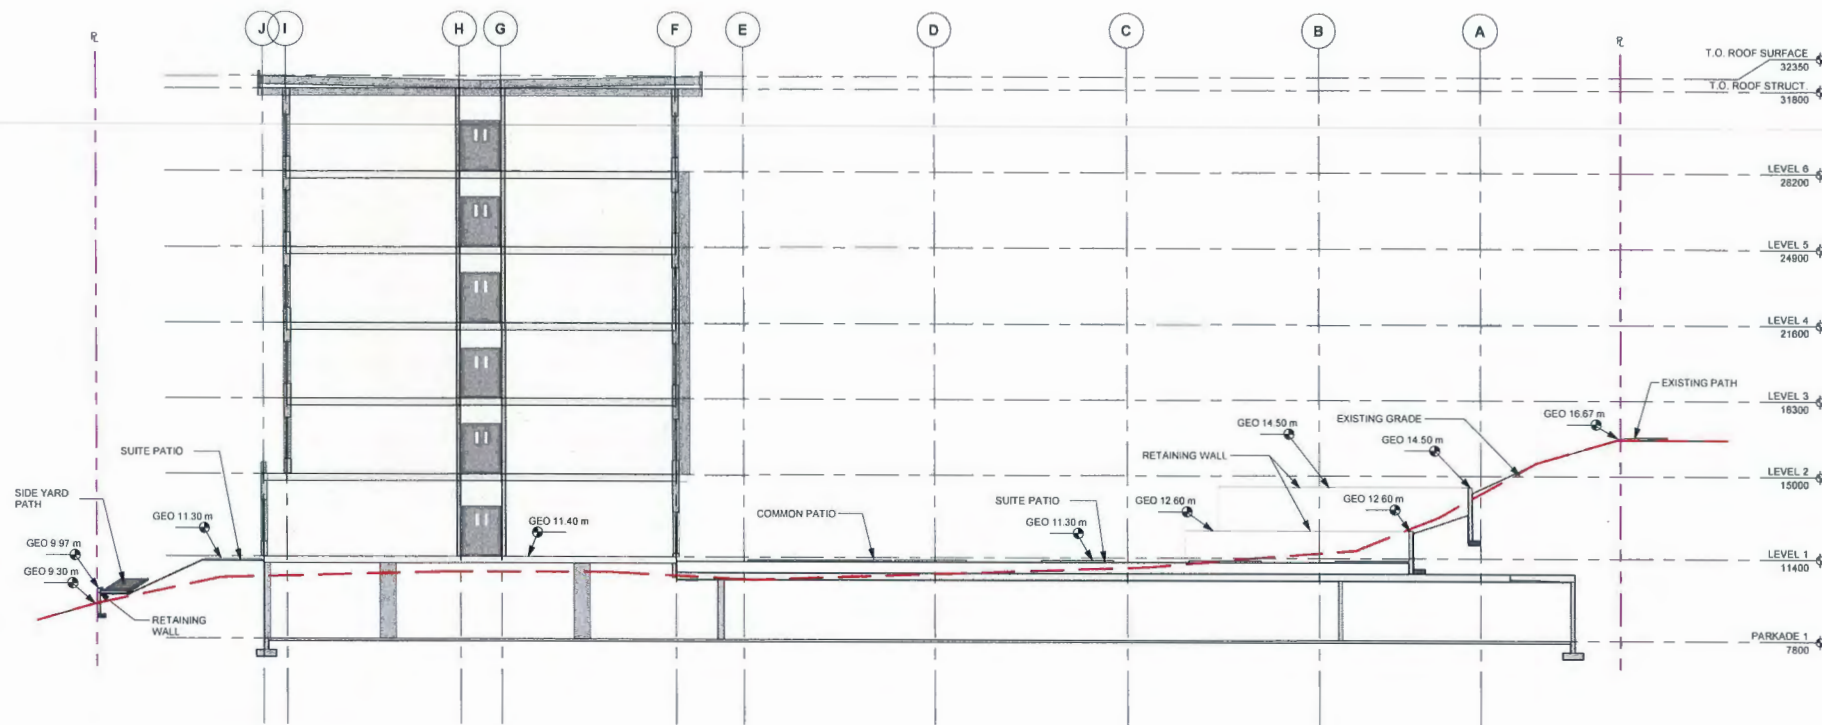 J I H G F E D C B A
PL
PL
T.O. ROOF SURFACE
32350
T.O. ROOF STRUCT.
31800
LEVEL 6
28200
LEVEL 5
24900
LEVEL 4
21600
LEVEL 3
18300
LEVEL 2
15000
LEVEL 1
11400
PARKADE 1
7800
EXISTING PATH
GEO 16.67 m
EXISTING GRADE
GEO 14.50 m
GEO 14.50 m
RETAINING WALL
GEO 12.60 m
GEO 12.60 m
SUITE PATIO
GEO 11.30 m
COMMON PATIO
GEO 11.40 m
SUITE PATIO
SIDE YARD
PATH
GEO 11.30 m
GEO 9.97 m
GEO 9.30 m
RETAINING
WALL